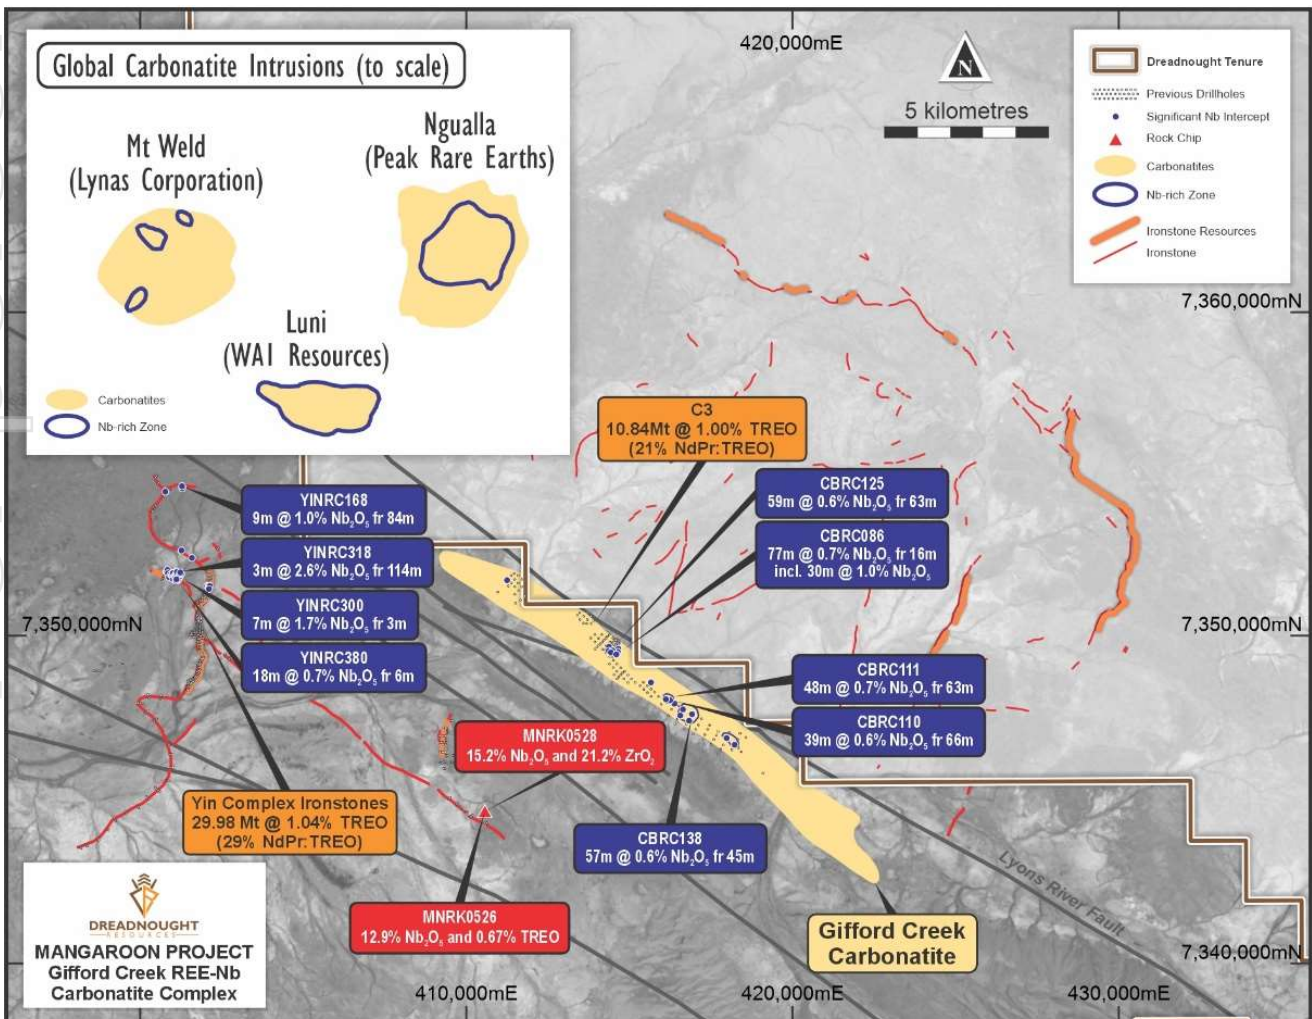 Global Carbonatite Intrusions (to scale)
Mt Weld
(Lynas Corporation)
Ngualla
(Peak Rare Earths)
Luni
(WA1 Resources)
Carbonatites
Nb-rich Zone
420,000mE
N
5 kilometres
Dreadnought Tenure
Previous Drillholes
Significant Nb Intercept
Rock Chip
Carbonatites
Nb-rich Zone
Ironstone Resources
Ironstone
7,360,000mN
C3
10.84Mt @ 1.00% TREO
(21% NdPr:TREO)
YINRC168
9m @ 1.0% Nb₂O₅ fr 84m
YINRC318
3m @ 2.6% Nb₂O₅ fr 114m
YINRC300
7m @ 1.7% Nb₂O₅ fr 3m
YINRC380
18m @ 0.7% Nb₂O₅ fr 6m
CBRC125
59m @ 0.6% Nb₂O₅ fr 63m
CBRC086
77m @ 0.7% Nb₂O₅ fr 16m
incl. 30m @ 1.0% Nb₂O₅
7,350,000mN
7,350,000mN
CBRC111
48m @ 0.7% Nb₂O₅ fr 63m
CBRC110
39m @ 0.6% Nb₂O₅ fr 66m
MNRK0528
15.2% Nb₂O₅ and 21.2% ZrO₂
Yin Complex Ironstones
29.98 Mt @ 1.04% TREO
(29% NdPr:TREO)
CBRC138
57m @ 0.6% Nb₂O₅ fr 45m
Lyons River Fault
MNRK0526
12.9% Nb₂O₅ and 0.67% TREO
Gifford Creek
Carbonatite
DREADNOUGHT
RESOURCES
MANGAROON PROJECT
Gifford Creek REE-Nb
Carbonatite Complex
7,340,000mN
410,000mE
420,000mE
430,000mE